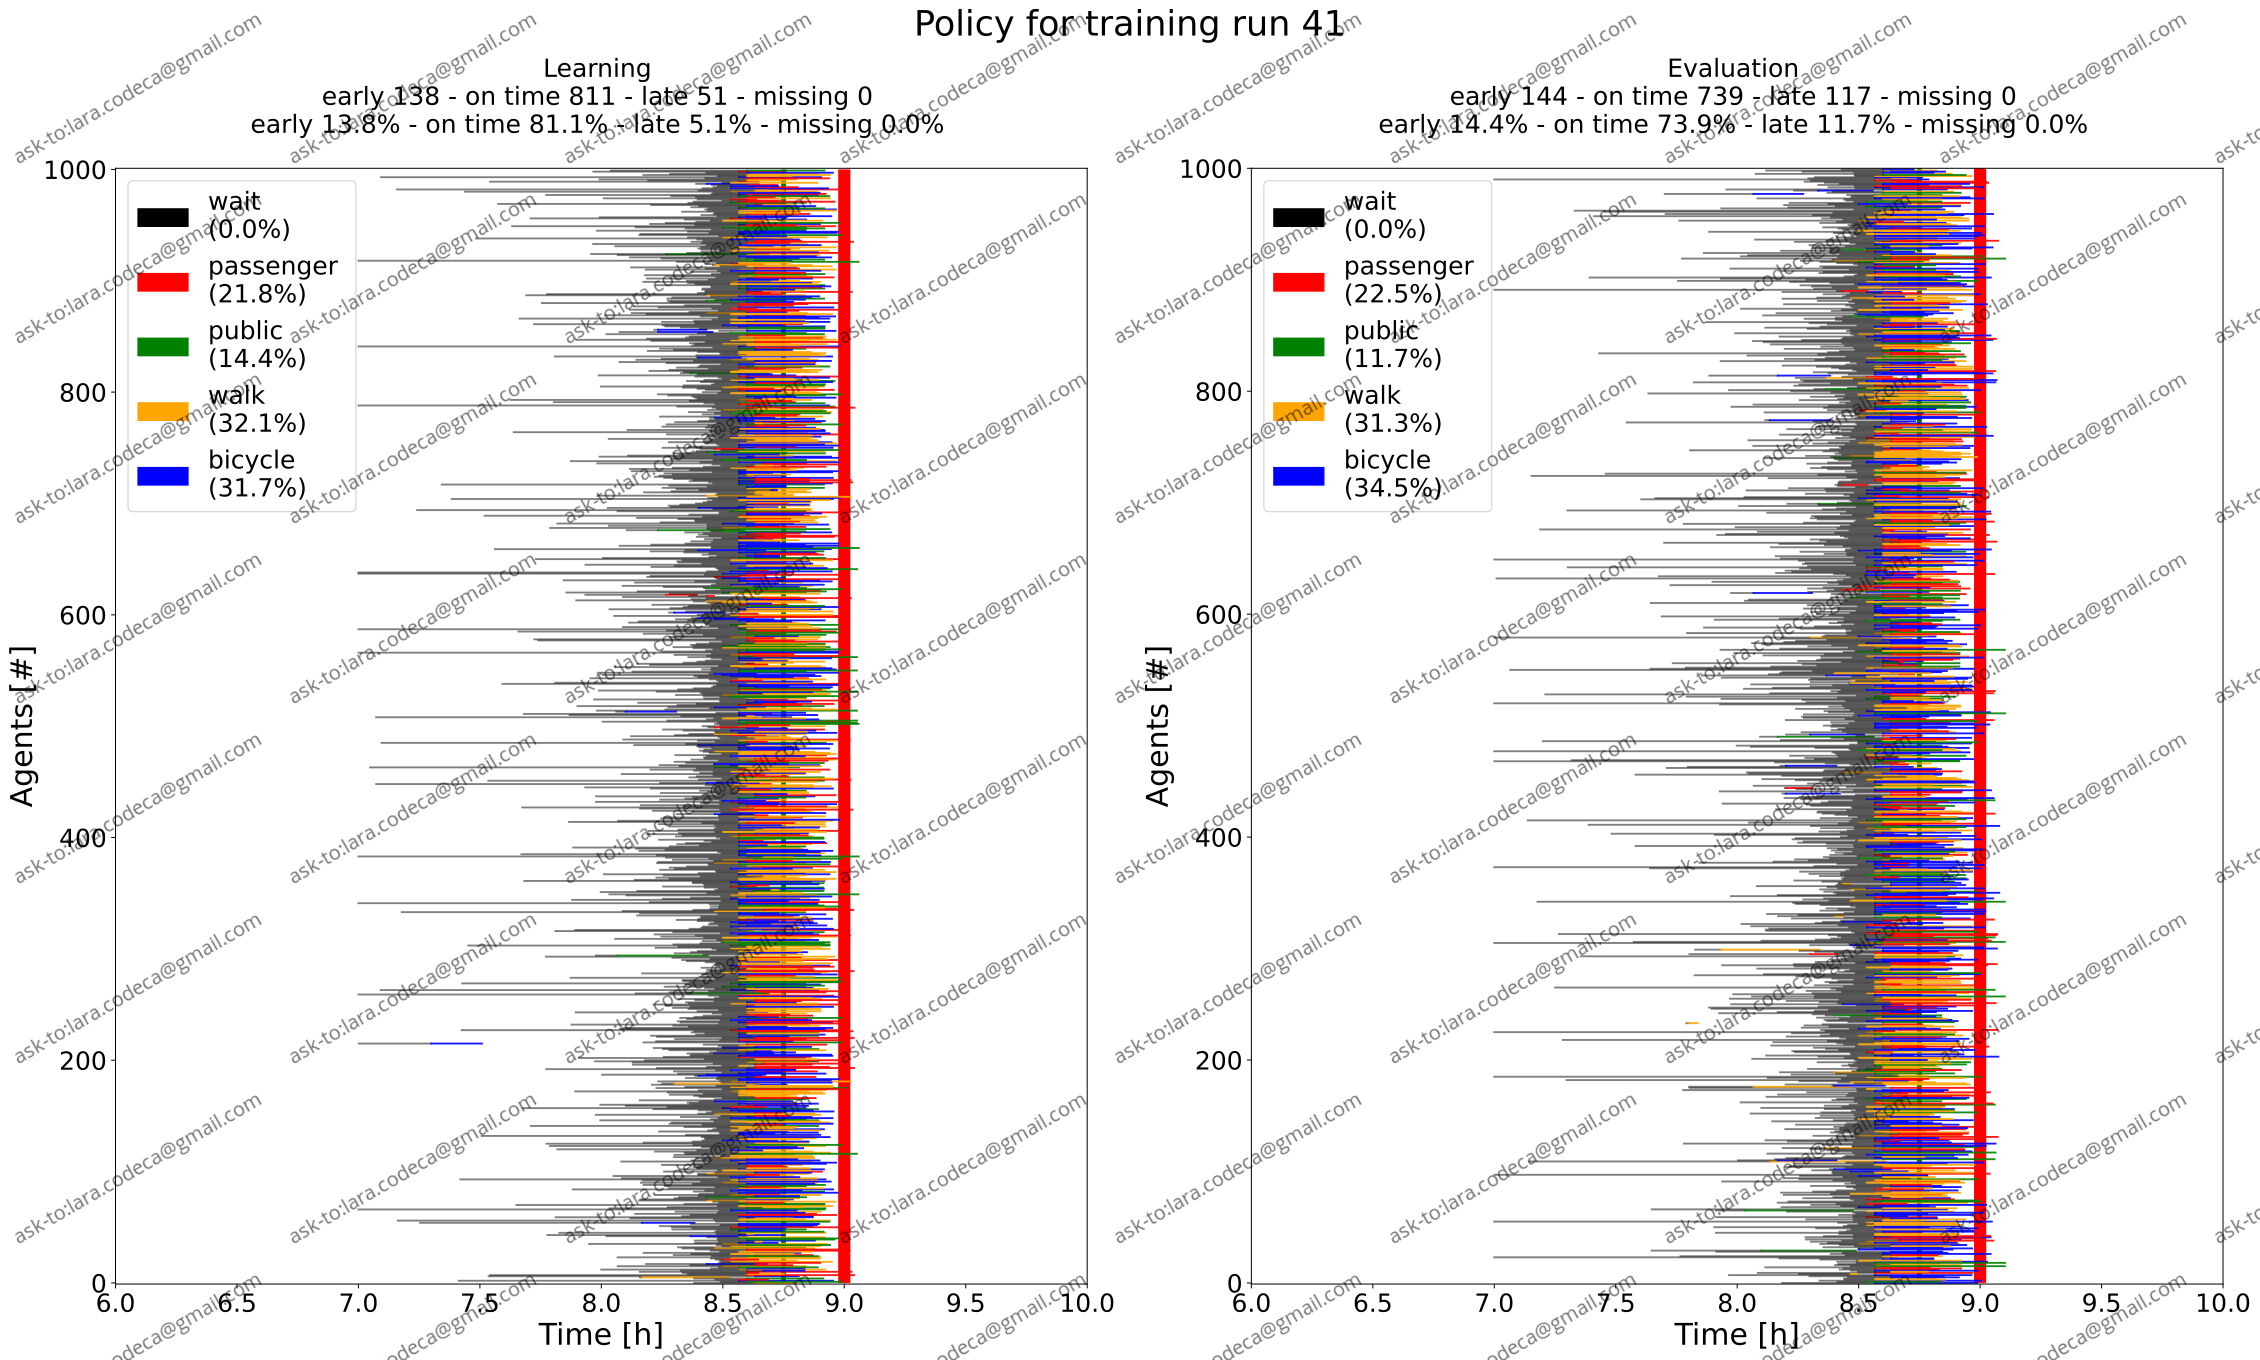 Policy for training run 41
Learning
early 138 - on time 811 - late 51 - missing 0
early 13.8% - on time 81.1% - late 5.1% - missing 0.0%
1000
800
600
400
200
0
Agents [#]
wait
(0.0%)
passenger
(21.8%)
public
(14.4%)
walk
(32.1%)
bicycle
(31.7%)
6.0 6.5 7.0 7.5 8.0 8.5 9.0 9.5 10.0
Time [h]
Evaluation
early 144 - on time 739 - late 117 - missing 0
early 14.4% - on time 73.9% - late 11.7% - missing 0.0%
1000
800
600
400
200
0
Agents [#]
wait
(0.0%)
passenger
(22.5%)
public
(11.7%)
walk
(31.3%)
bicycle
(34.5%)
6.0 6.5 7.0 7.5 8.0 8.5 9.0 9.5 10.0
Time [h]
ask-to:lara.codeca@gmail.com